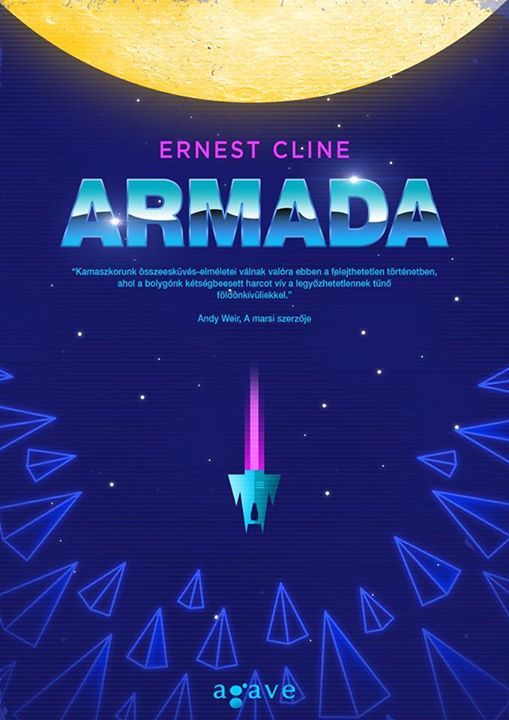 ERNEST CLINE
ARMADA
“Kamaszkorunk összeesküvés-elméletei válnak valóra ebben a felejthetetlen történetben,
ahol a bolygónk kétségbeesett harcot vív a legyőzhetetlennek tűnő
földönkívüliekkel.”
Andy Weir, A marsi szerzője
agave